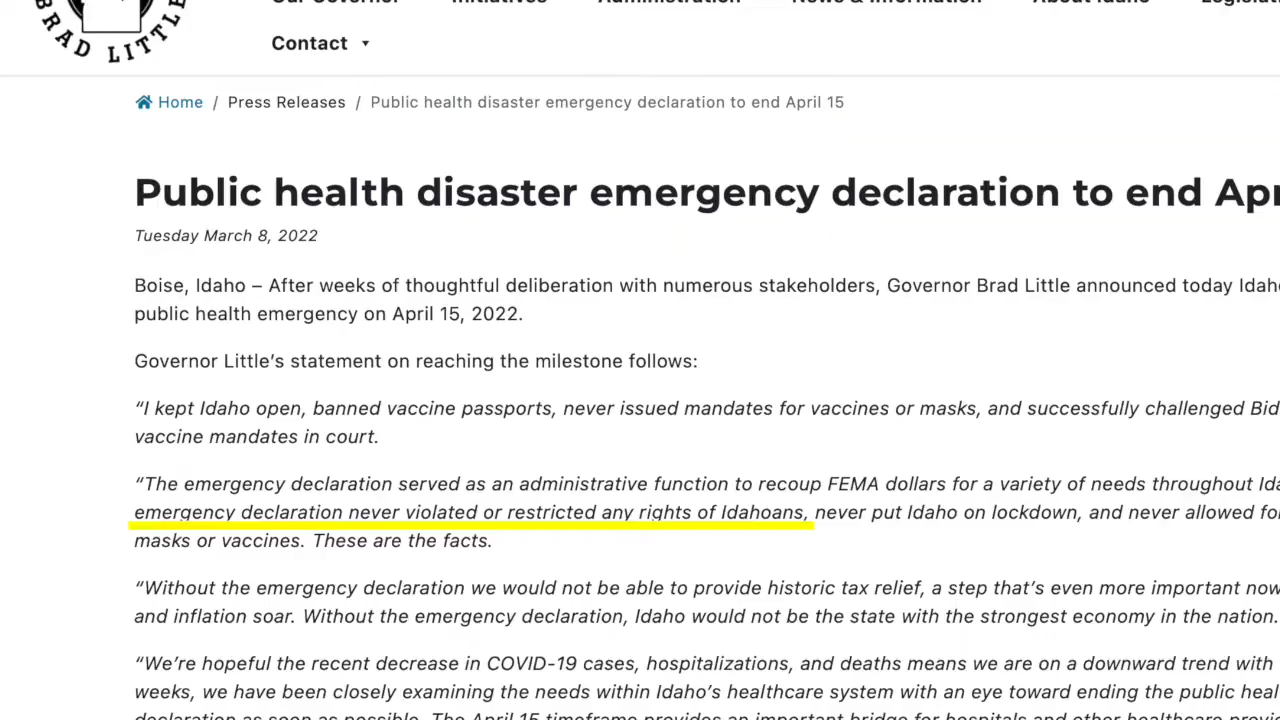 Our Governor Initiatives Administration News & Information About Idaho Legislat
BRAD LITTLE
Contact
Home / Press Releases / Public health disaster emergency declaration to end April 15
Public health disaster emergency declaration to end Apr
Tuesday March 8, 2022
Boise, Idaho – After weeks of thoughtful deliberation with numerous stakeholders, Governor Brad Little announced today Idaho
public health emergency on April 15, 2022.
Governor Little’s statement on reaching the milestone follows:
“I kept Idaho open, banned vaccine passports, never issued mandates for vaccines or masks, and successfully challenged Bid
vaccine mandates in court.
“The emergency declaration served as an administrative function to recoup FEMA dollars for a variety of needs throughout Ida
emergency declaration never violated or restricted any rights of Idahoans, never put Idaho on lockdown, and never allowed for
masks or vaccines. These are the facts.
“Without the emergency declaration we would not be able to provide historic tax relief, a step that’s even more important now
and inflation soar. Without the emergency declaration, Idaho would not be the state with the strongest economy in the nation.
“We’re hopeful the recent decrease in COVID-19 cases, hospitalizations, and deaths means we are on a downward trend with
weeks, we have been closely examining the needs within Idaho’s healthcare system with an eye toward ending the public heal
declaration as soon as possible. The April 15 timeframe provides an important bridge for hospitals and other healthcare provi